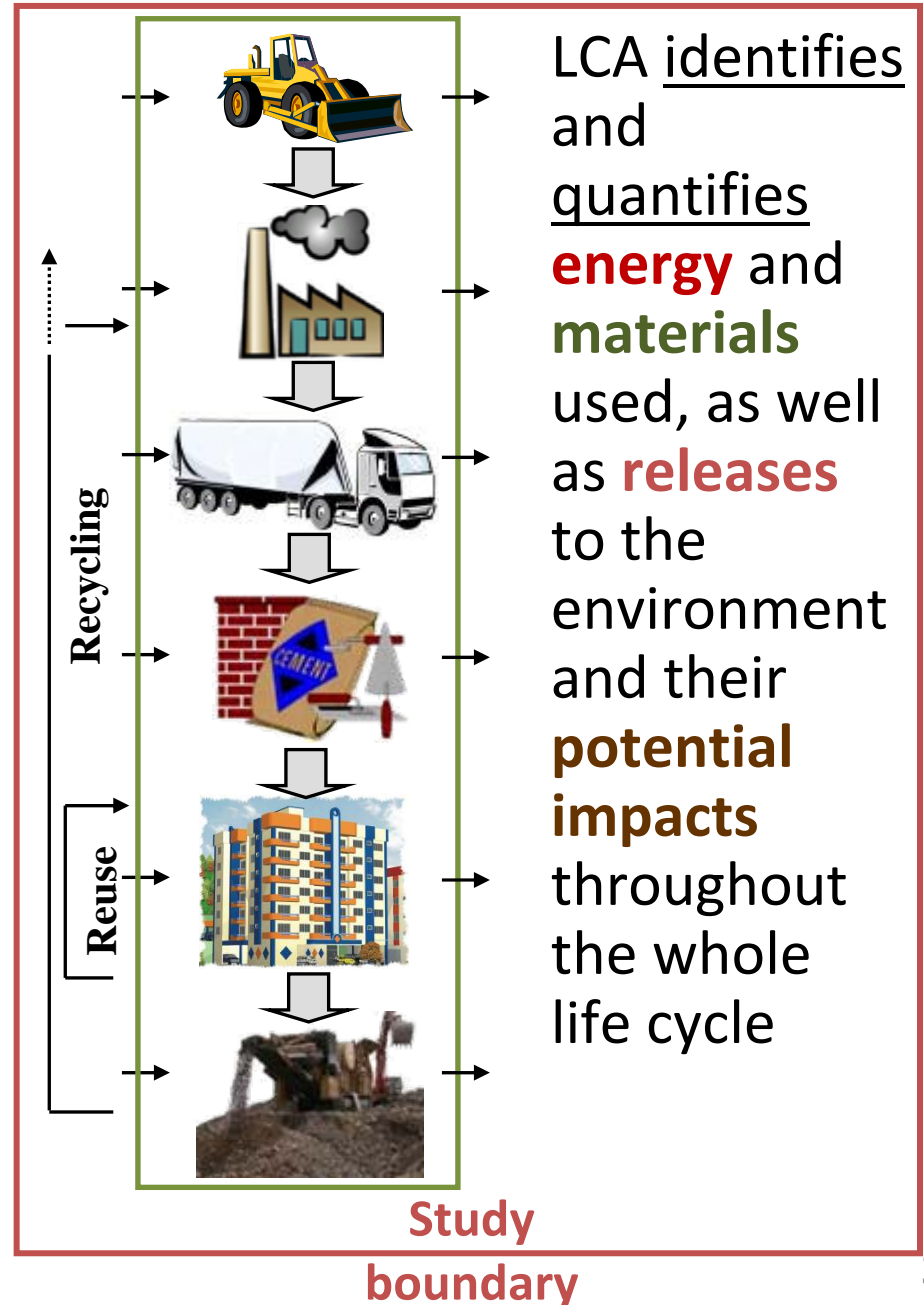 LCA identifies
and
quantifies
energy and
materials
used, as well
as releases
to the
environment
and their
potential
impacts
throughout
the whole
life cycle
Recycling
CEMENT
Reuse
Study
boundary